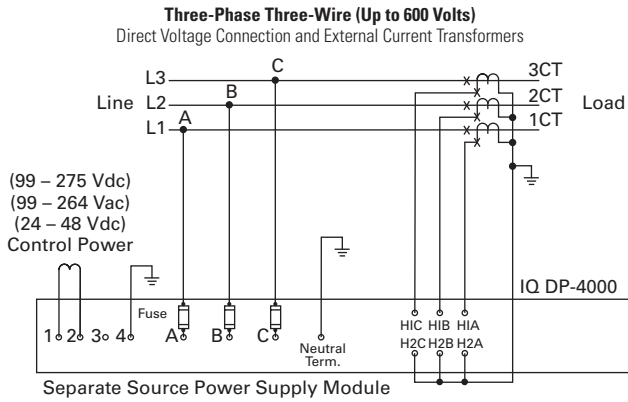 Three-Phase Three-Wire (Up to 600 Volts)
Direct Voltage Connection and External Current Transformers
C
L3
3CT
B
Line
L2
2CT
Load
A
L1
1CT
(99 – 275 Vdc)
(99 – 264 Vac)
(24 – 48 Vdc)
Control Power
IQ DP-4000
Fuse
HIC HIB HIA
1 2 3 4 A B C
H2C H2B H2A
Neutral
Term.
Separate Source Power Supply Module